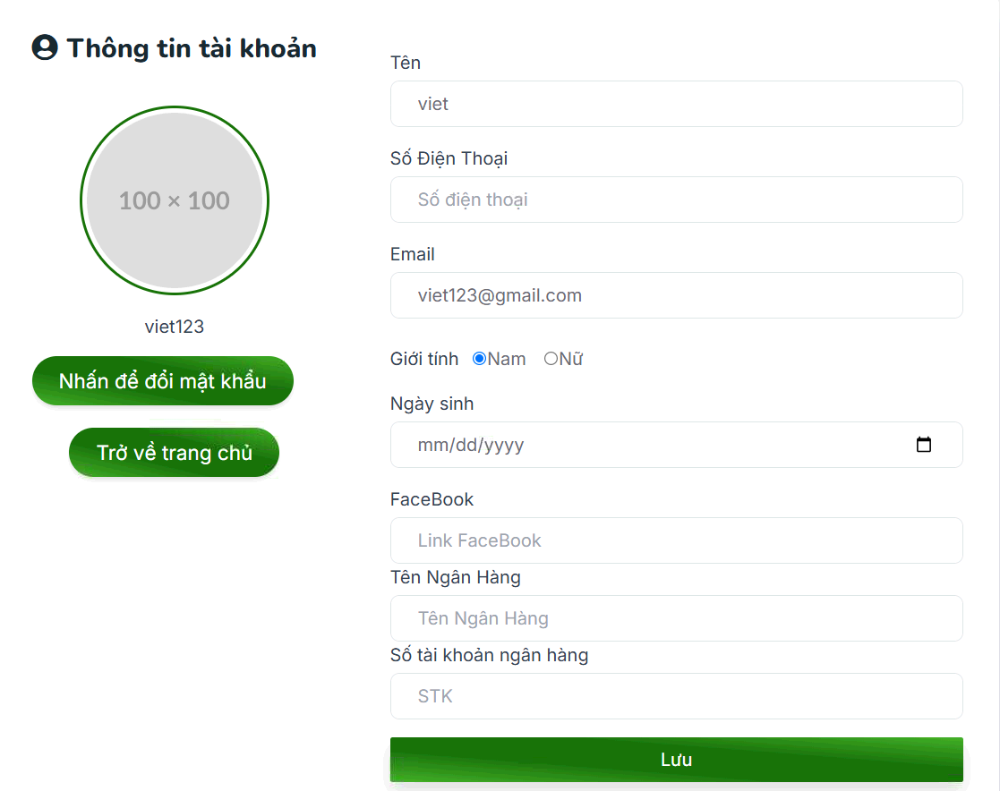 Thông tin tài khoản
100 × 100
viet123
Nhấn để đổi mật khẩu
Trở về trang chủ
Tên
viet
Số Điện Thoại
Số điện thoại
Email
viet123@gmail.com
Giới tính Nam Nữ
Ngày sinh
mm/dd/yyyy
FaceBook
Link FaceBook
Tên Ngân Hàng
Tên Ngân Hàng
Số tài khoản ngân hàng
STK
Lưu